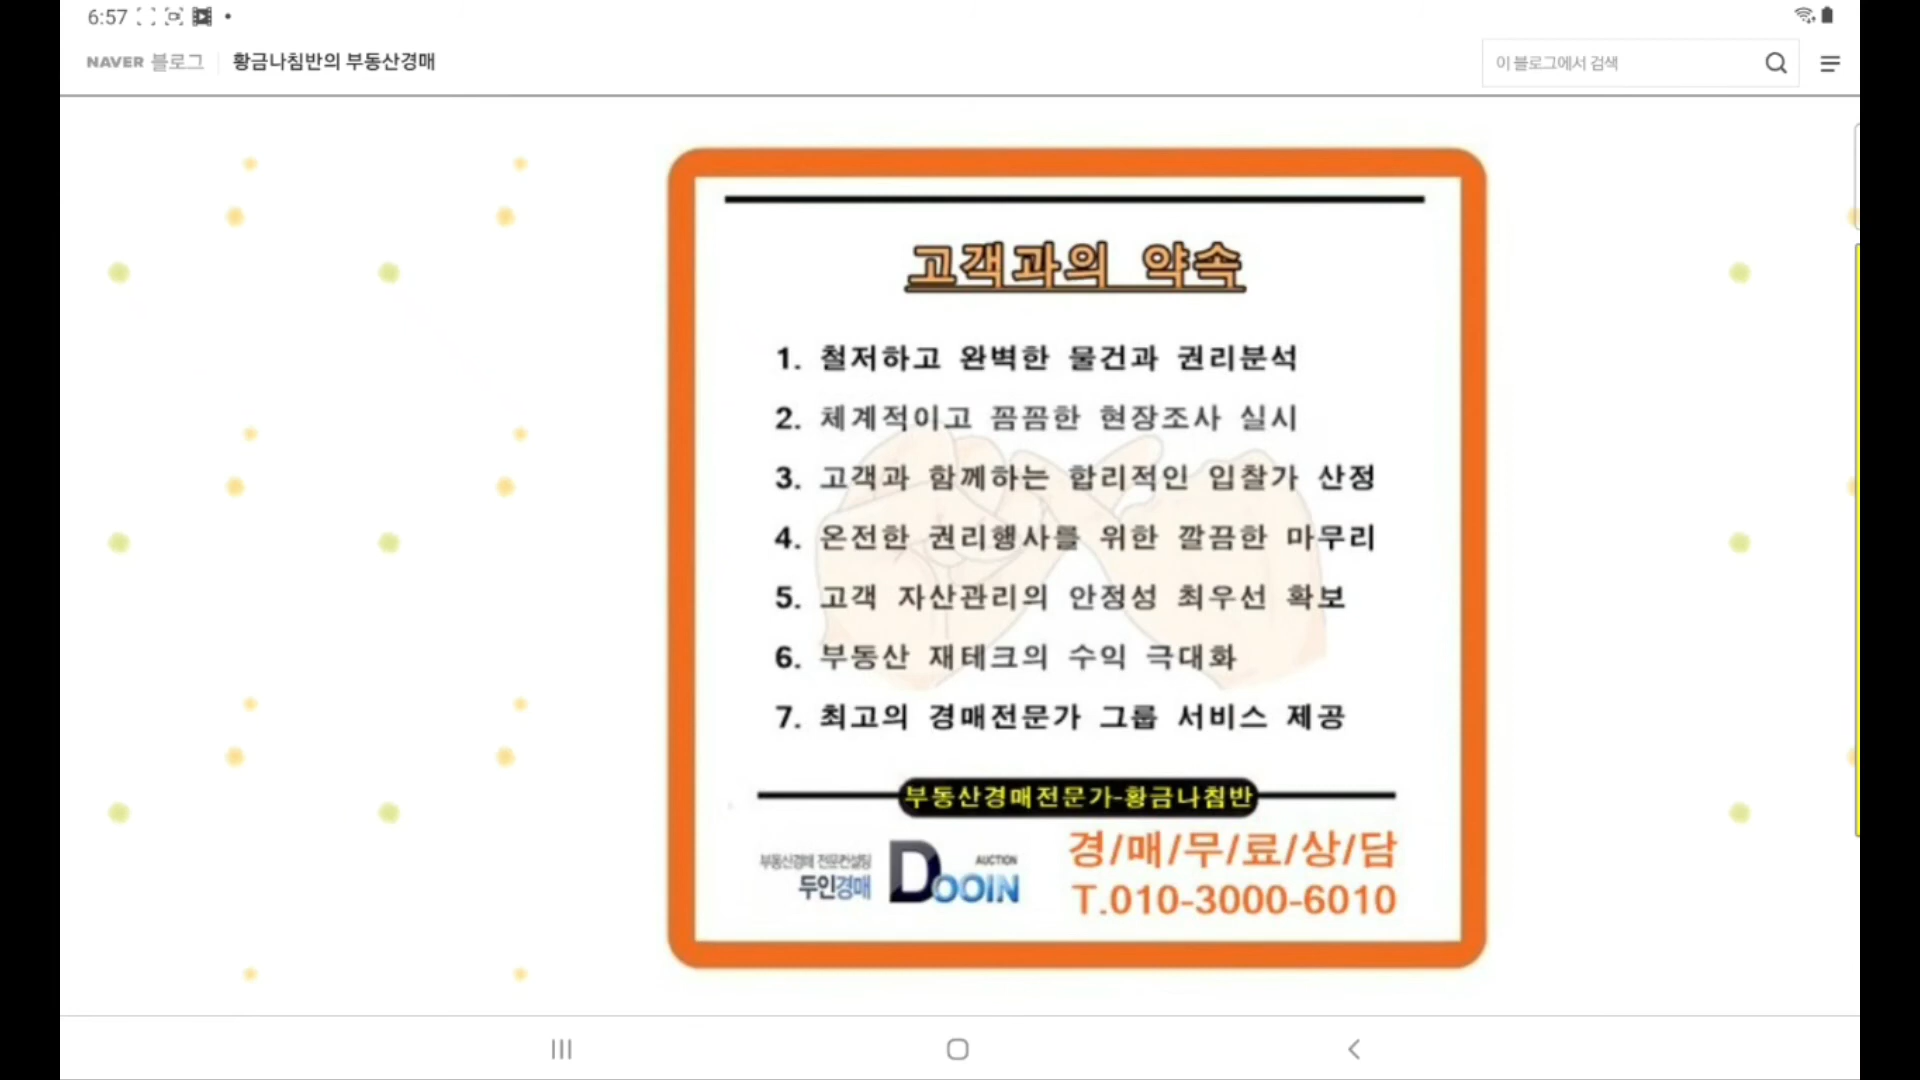 6:57
NAVER 블로그 황금나침반의 부동산경매
이 블로그에서 검색
고객과의 약속
1. 철저하고 완벽한 물건과 권리분석
2. 체계적이고 꼼꼼한 현장조사 실시
3. 고객과 함께하는 합리적인 입찰가 산정
4. 온전한 권리행사를 위한 깔끔한 마무리
5. 고객 자산관리의 안정성 최우선 확보
6. 부동산 재테크의 수익 극대화
7. 최고의 경매전문가 그룹 서비스 제공
부동산경매전문가-황금나침반
부동산경매 전문컨설팅
두인경매
AUCTION
DOOIN
경/매/무/료/상/담
T.010-3000-6010